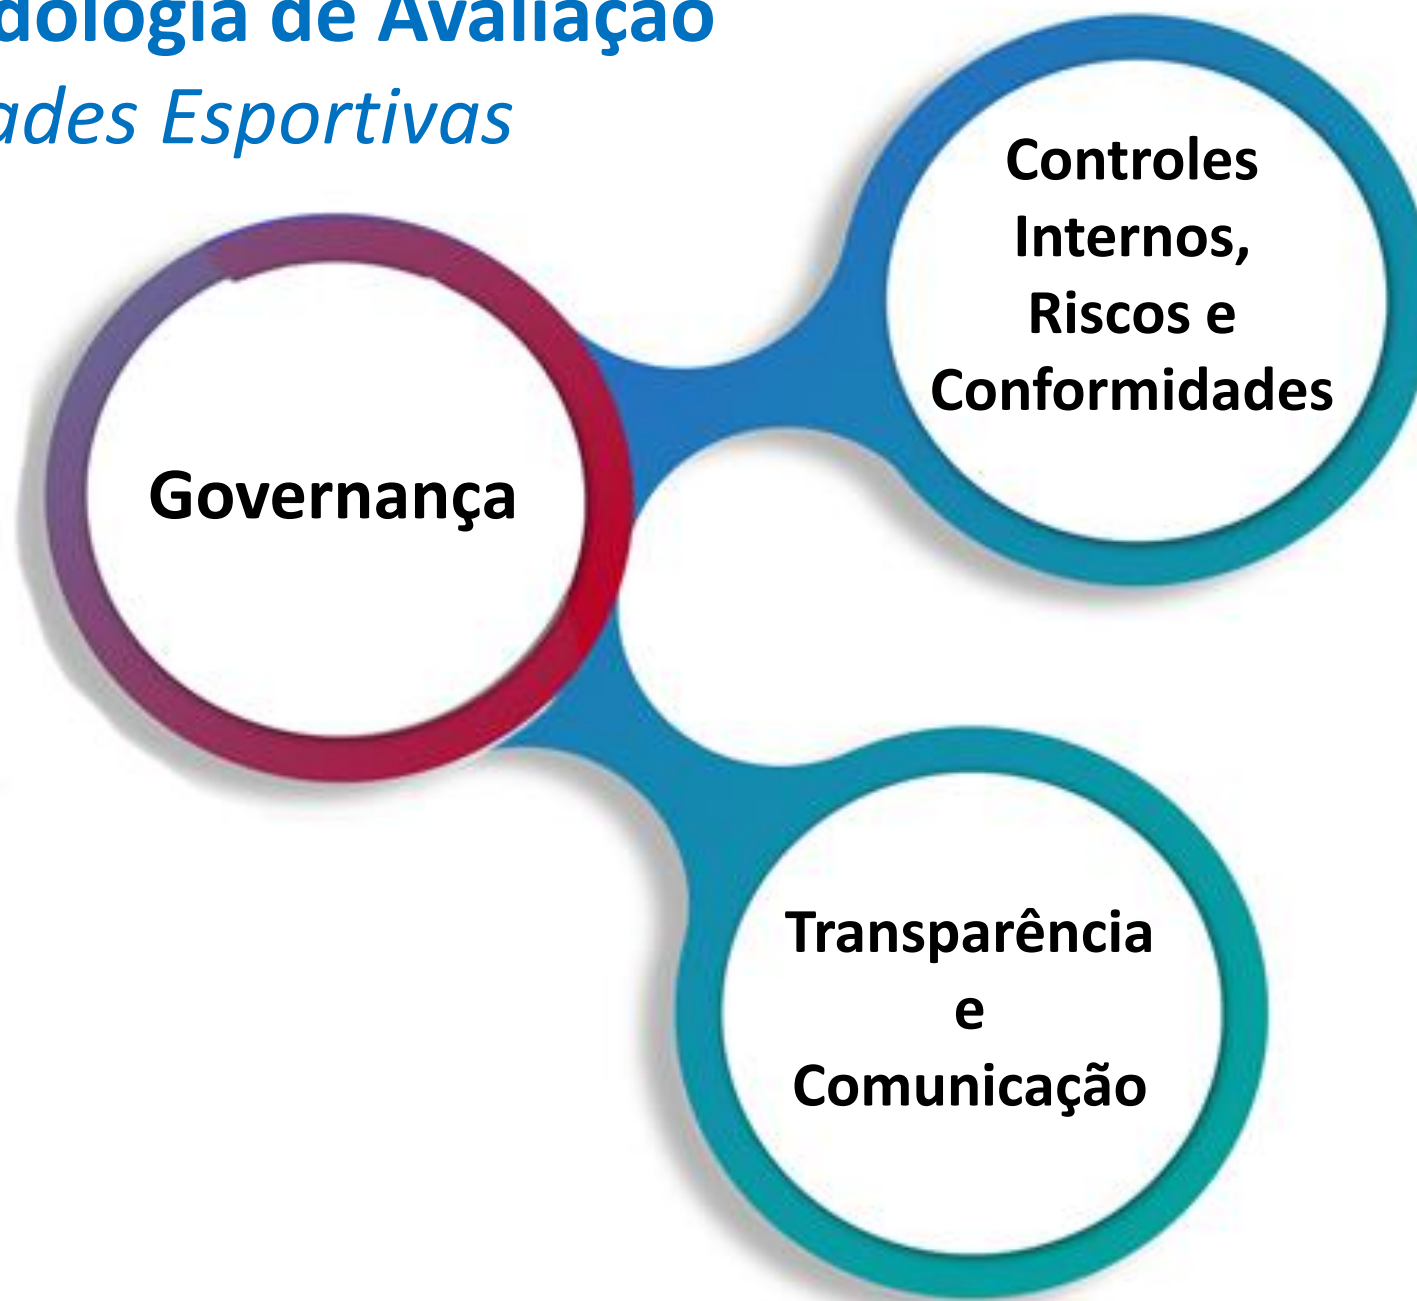 dologia de Avaliação
ades Esportivas
Controles
Internos,
Riscos e
Conformidades
Governança
Transparência
e
Comunicação